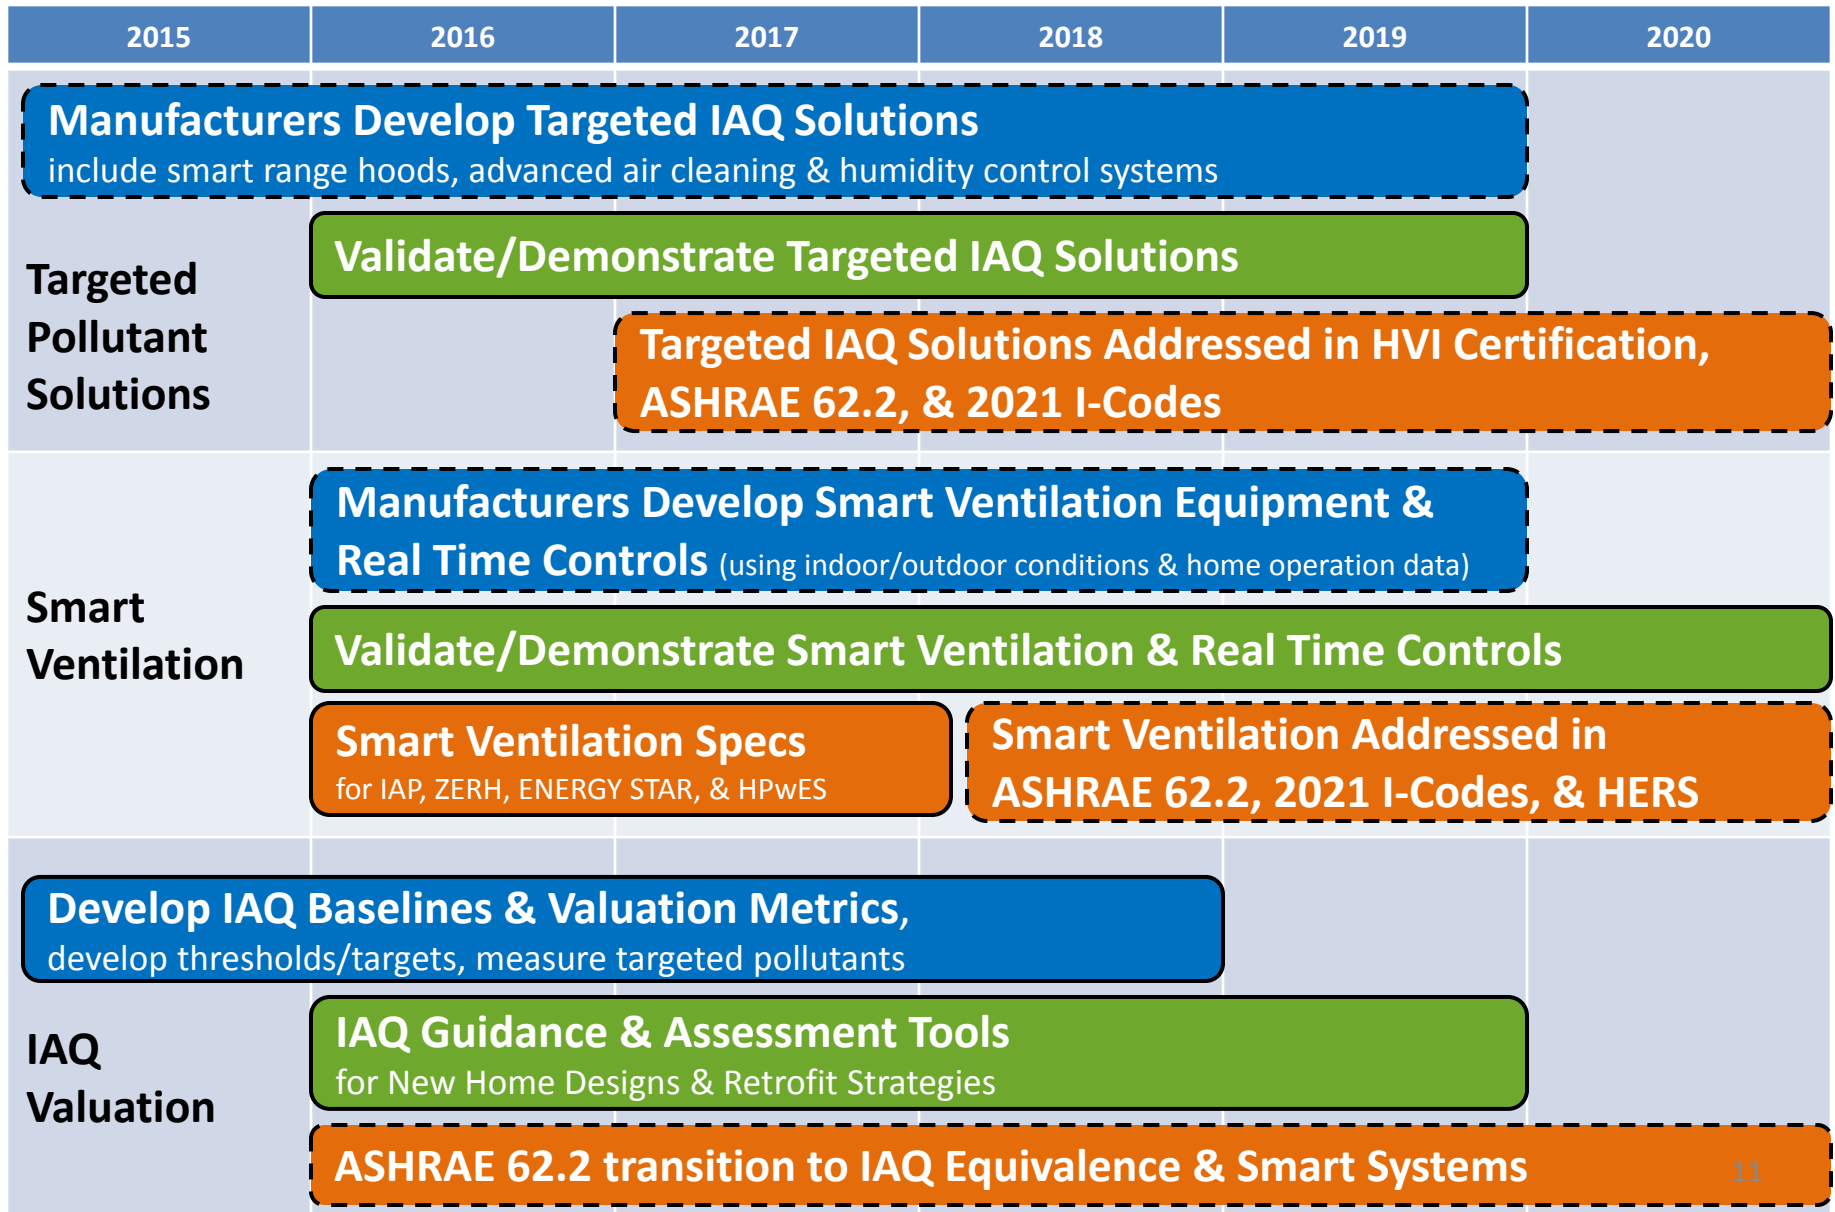 2015 2016 2017 2018 2019 2020
Manufacturers Develop Targeted IAQ Solutions
include smart range hoods, advanced air cleaning & humidity control systems
Targeted
Pollutant
Solutions
Validate/Demonstrate Targeted IAQ Solutions
Targeted IAQ Solutions Addressed in HVI Certification,
ASHRAE 62.2, & 2021 I-Codes
Smart
Ventilation
Manufacturers Develop Smart Ventilation Equipment &
Real Time Controls (using indoor/outdoor conditions & home operation data)
Validate/Demonstrate Smart Ventilation & Real Time Controls
Smart Ventilation Specs
for IAP, ZERH, ENERGY STAR, & HPwES
Smart Ventilation Addressed in
ASHRAE 62.2, 2021 I-Codes, & HERS
Develop IAQ Baselines & Valuation Metrics,
develop thresholds/targets, measure targeted pollutants
IAQ
Valuation
IAQ Guidance & Assessment Tools
for New Home Designs & Retrofit Strategies
ASHRAE 62.2 transition to IAQ Equivalence & Smart Systems
11